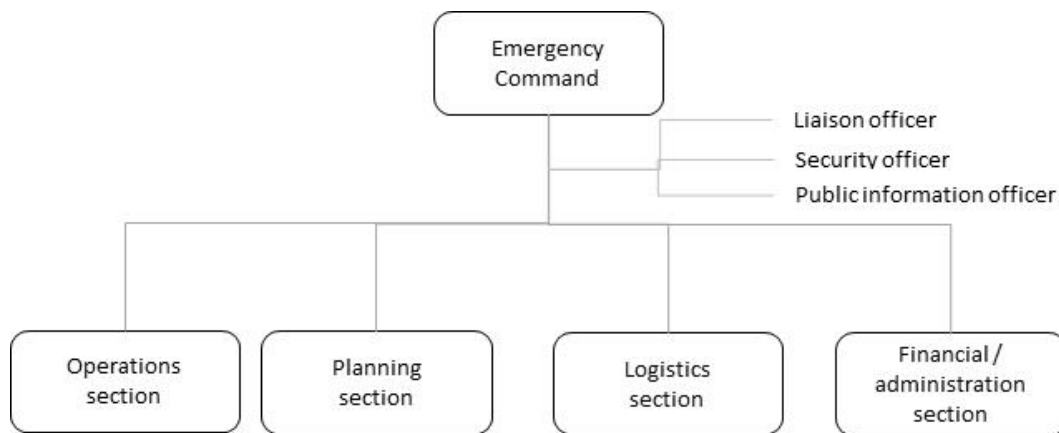 Emergency
Command
Liaison officer
Security officer
Public information officer
Operations
section
Planning
section
Logistics
section
Financial /
administration
section